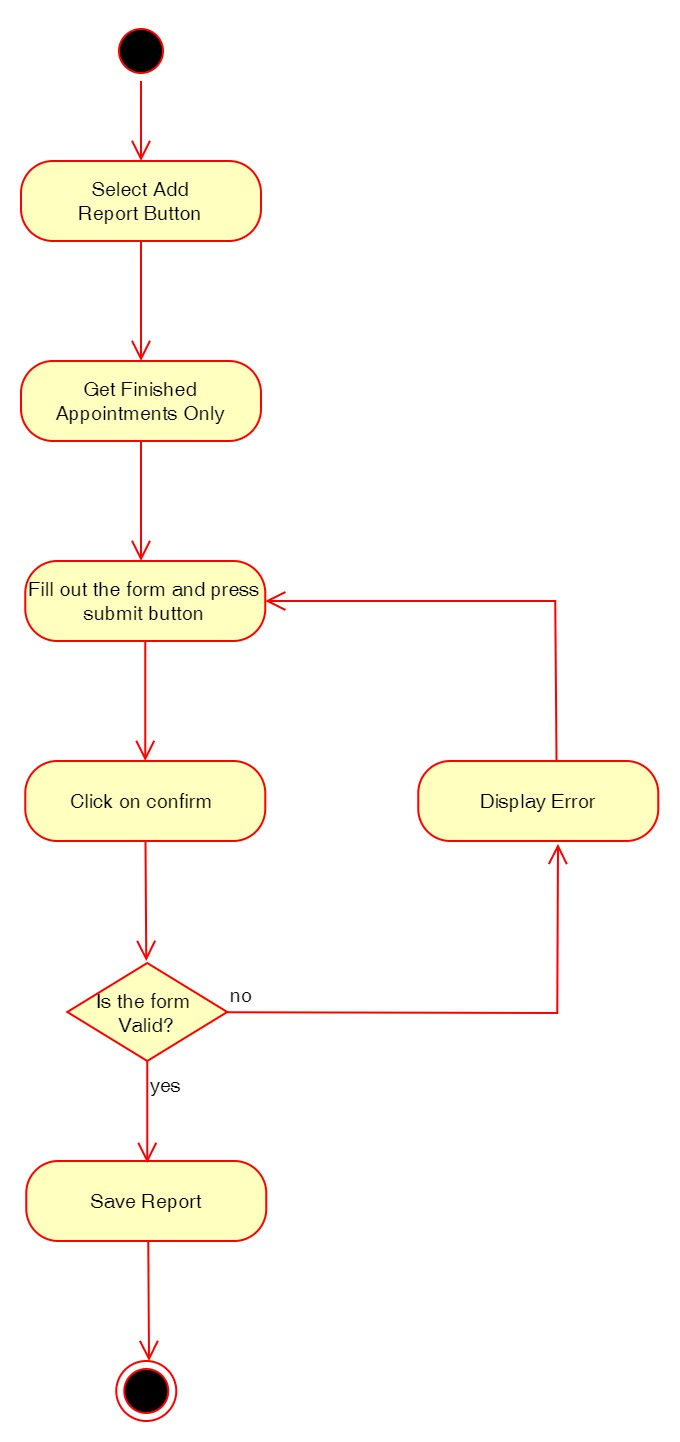 Select Add
Report Button
Get Finished
Appointments Only
Fill out the form and press
submit button
Click on confirm
Display Error
Is the form
Valid?
no
yes
Save Report